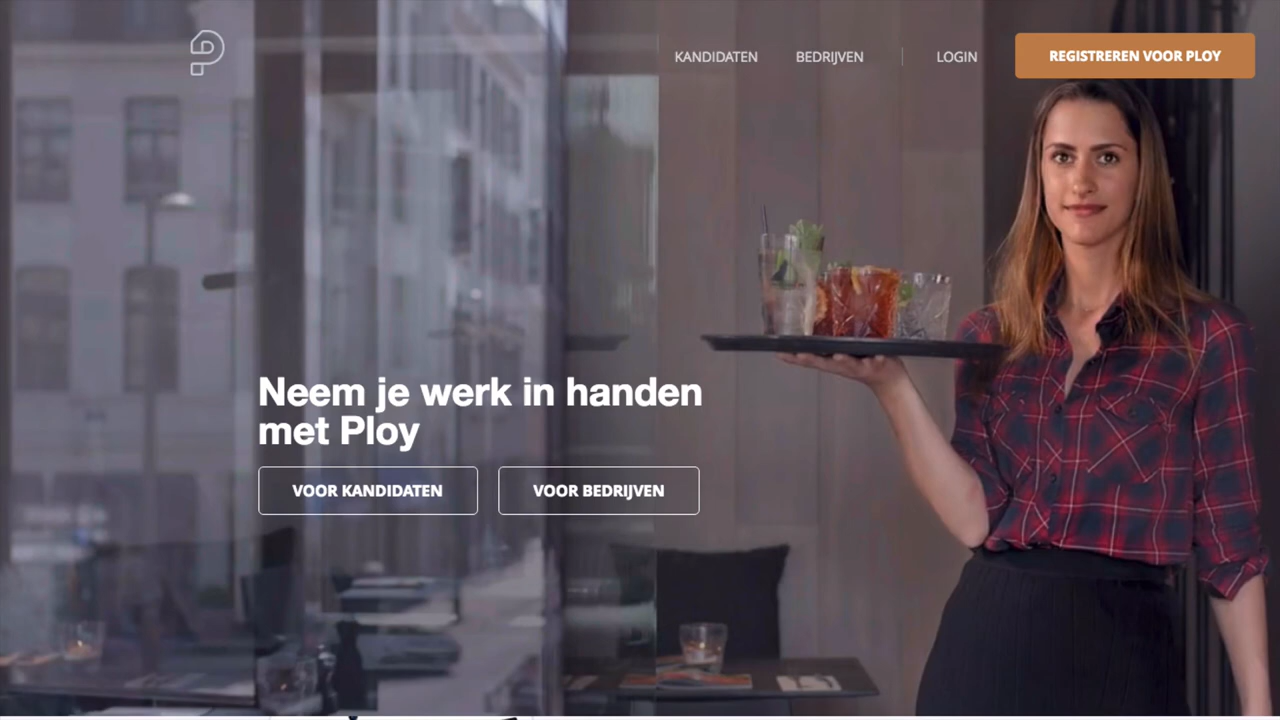 KANDIDATEN
BEDRIJVEN
LOGIN
REGISTREREN VOOR PLOY
Neem je werk in handen
met Ploy
VOOR KANDIDATEN
VOOR BEDRIJVEN